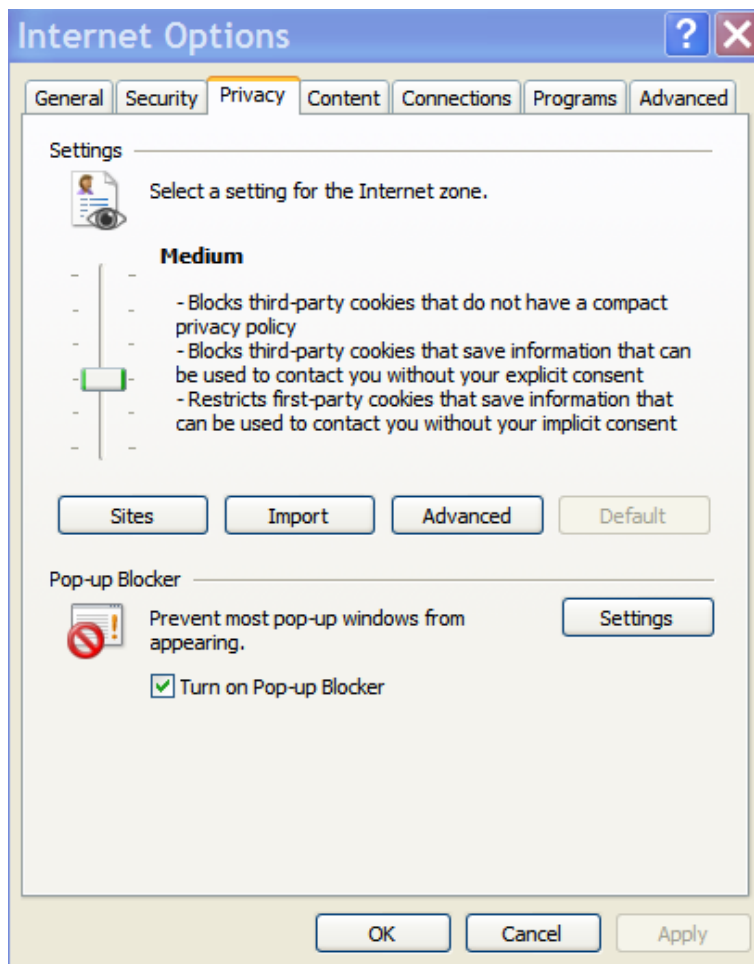 Internet Options
General Security Privacy Content Connections Programs Advanced
Settings
Select a setting for the Internet zone.
Medium
- Blocks third-party cookies that do not have a compact
privacy policy
- Blocks third-party cookies that save information that can
be used to contact you without your explicit consent
- Restricts first-party cookies that save information that
can be used to contact you without your implicit consent
Sites Import Advanced Default
Pop-up Blocker
Prevent most pop-up windows from
appearing.
Settings
Turn on Pop-up Blocker
OK Cancel Apply